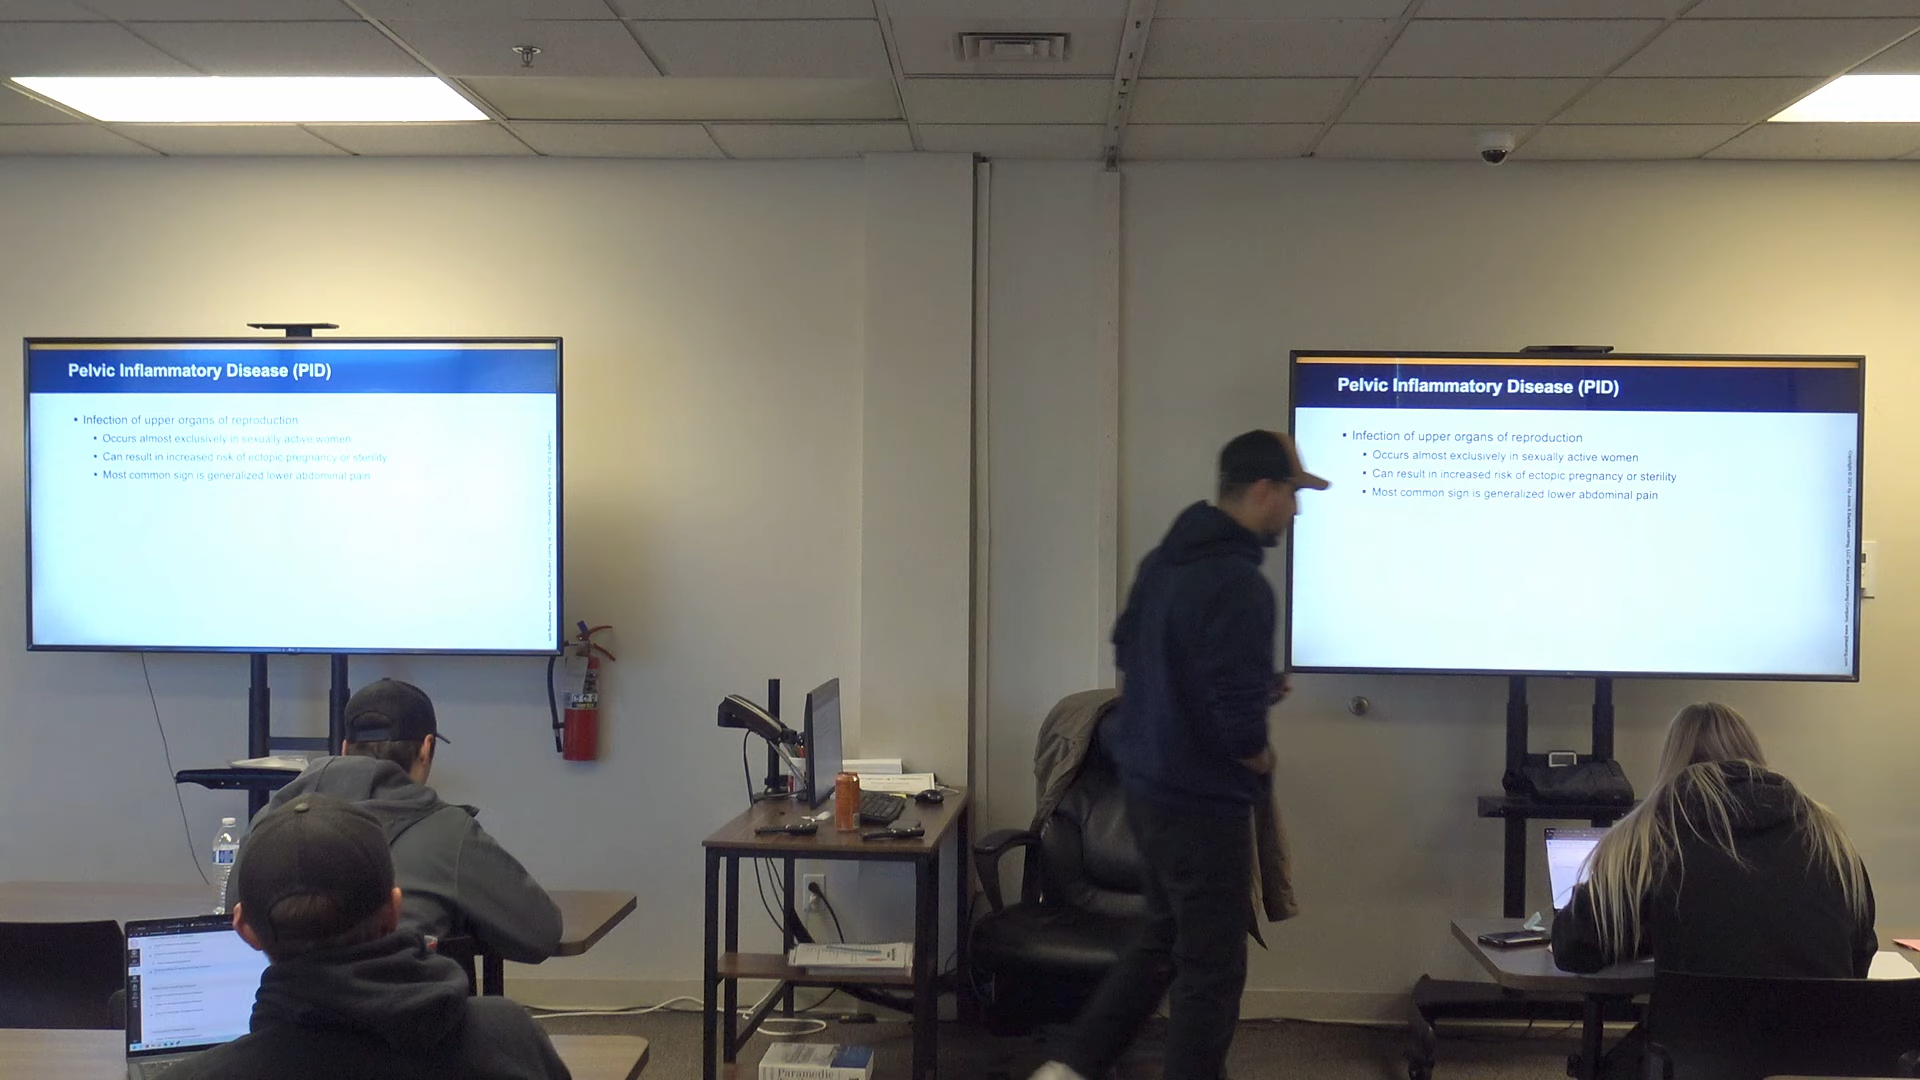 Pelvic Inflammatory Disease (PID)
• Infection of upper organs of reproduction
• Occurs almost exclusively in sexually active women
• Can result in increased risk of ectopic pregnancy or sterility
• Most common sign is generalized lower abdominal pain
Pelvic Inflammatory Disease (PID)
• Infection of upper organs of reproduction
• Occurs almost exclusively in sexually active women
• Can result in increased risk of ectopic pregnancy or sterility
• Most common sign is generalized lower abdominal pain
Paramedic